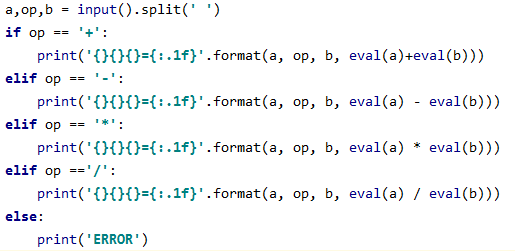 a,op,b = input().split(' ')
if op == '+':
    print('{}{}{}={:.1f}'.format(a, op, b, eval(a)+eval(b)))
elif op == '-':
    print('{}{}{}={:.1f}'.format(a, op, b, eval(a) - eval(b)))
elif op == '*':
    print('{}{}{}={:.1f}'.format(a, op, b, eval(a) * eval(b)))
elif op =='/':
    print('{}{}{}={:.1f}'.format(a, op, b, eval(a) / eval(b)))
else:
    print('ERROR')